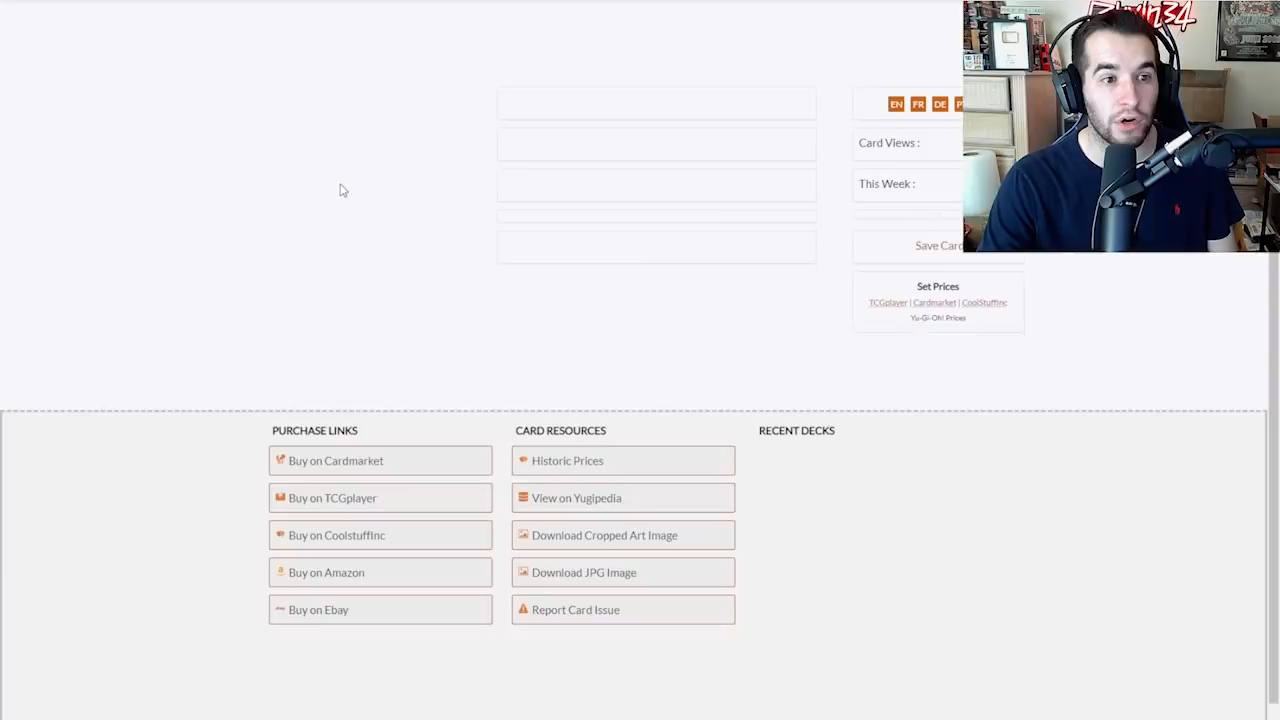 EN FR DE
Card Views :
This Week :
Save Card
Set Prices
TCGplayer | Cardmarket | CoolStuffInc
Yu-Gi-Oh! Prices
PURCHASE LINKS
Buy on Cardmarket
Buy on TCGplayer
Buy on CoolstuffInc
Buy on Amazon
Buy on Ebay
CARD RESOURCES
Historic Prices
View on Yugipedia
Download Cropped Art Image
Download JPG Image
Report Card Issue
RECENT DECKS